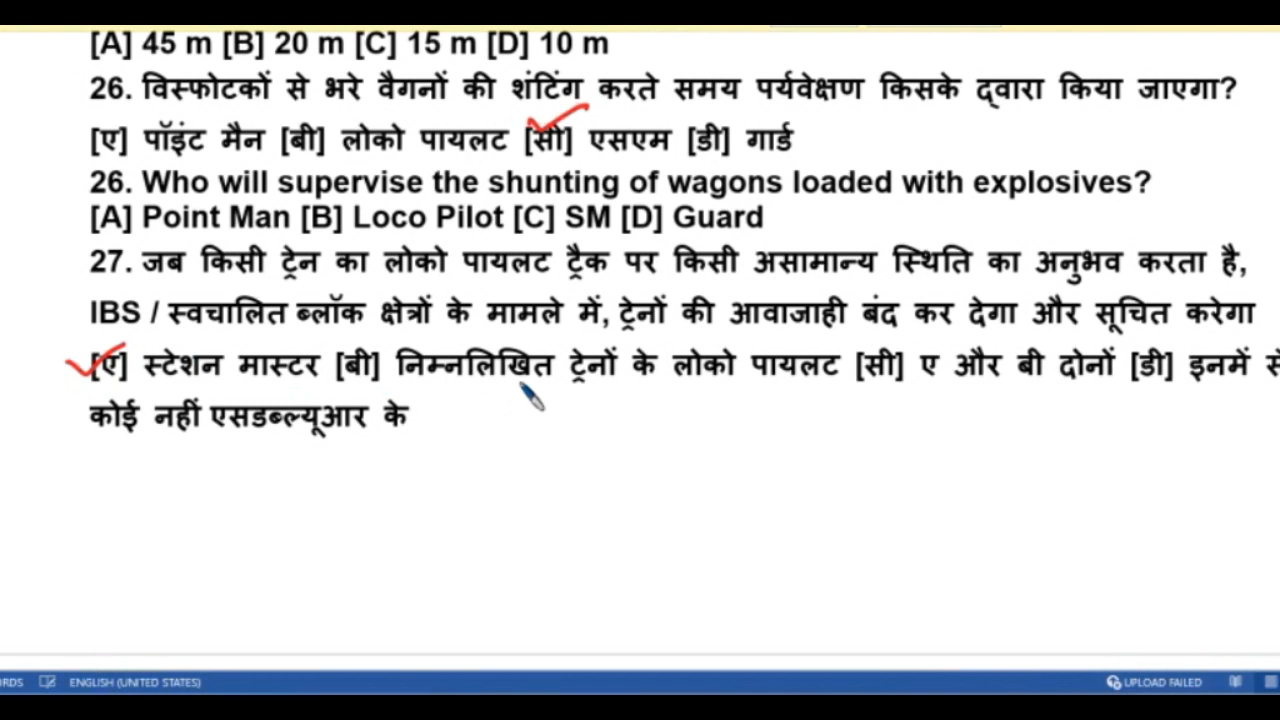 [A] 45 m [B] 20 m [C] 15 m [D] 10 m
26. विस्फोटकों से भरे वैगनों की शंटिंग करते समय पर्यवेक्षण किसके द्वारा किया जाएगा?
[ए] पॉइंट मैन [बी] लोको पायलट [सी] एसएम [डी] गार्ड
26. Who will supervise the shunting of wagons loaded with explosives?
[A] Point Man [B] Loco Pilot [C] SM [D] Guard
27. जब किसी ट्रेन का लोको पायलट ट्रैक पर किसी असामान्य स्थिति का अनुभव करता है,
IBS / स्वचालित ब्लॉक क्षेत्रों के मामले में, ट्रेनों की आवाजाही बंद कर देगा और सूचित करेगा
[ए] स्टेशन मास्टर [बी] निम्नलिखित ट्रेनों के लोको पायलट [सी] ए और बी दोनों [डी] इनमें से
कोई नहीं एसडब्ल्यूआर के
ENGLISH (UNITED STATES) UPLOAD FAILED